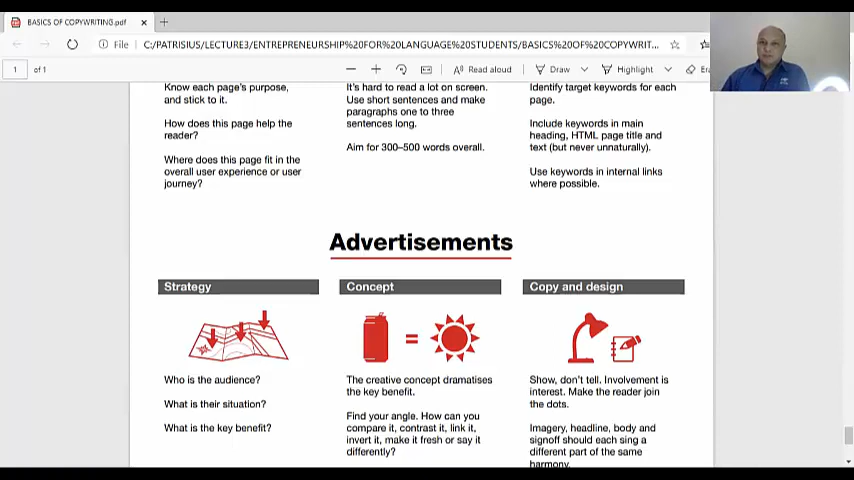 BASICS OF COPYWRITING.pdf
File
C:/PATRISIUS/LECTURE3/ENTREPRENEURSHIP%20FOR%20LANGUAGE%20STUDENTS/BASICS%20OF%20COPYWRIT...
1 of 1
Read aloud
Draw
Highlight
Era
Know each page's purpose,
and stick to it.
How does this page help the
reader?
Where does this page fit in the
overall user experience or user
journey?
It's hard to read a lot on screen.
Use short sentences and make
paragraphs one to three
sentences long.
Aim for 300–500 words overall.
Identify target keywords for each
page.
Include keywords in main
heading, HTML page title and
text (but never unnaturally).
Use keywords in internal links
where possible.
Advertisements
Strategy
Who is the audience?
What is their situation?
What is the key benefit?
Concept
=
The creative concept dramatises
the key benefit.
Find your angle. How can you
compare it, contrast it, link it,
invert it, make it fresh or say it
differently?
Copy and design
Show, don't tell. Involvement is
interest. Make the reader join
the dots.
Imagery, headline, body and
signoff should each sing a
different part of the same
harmony.